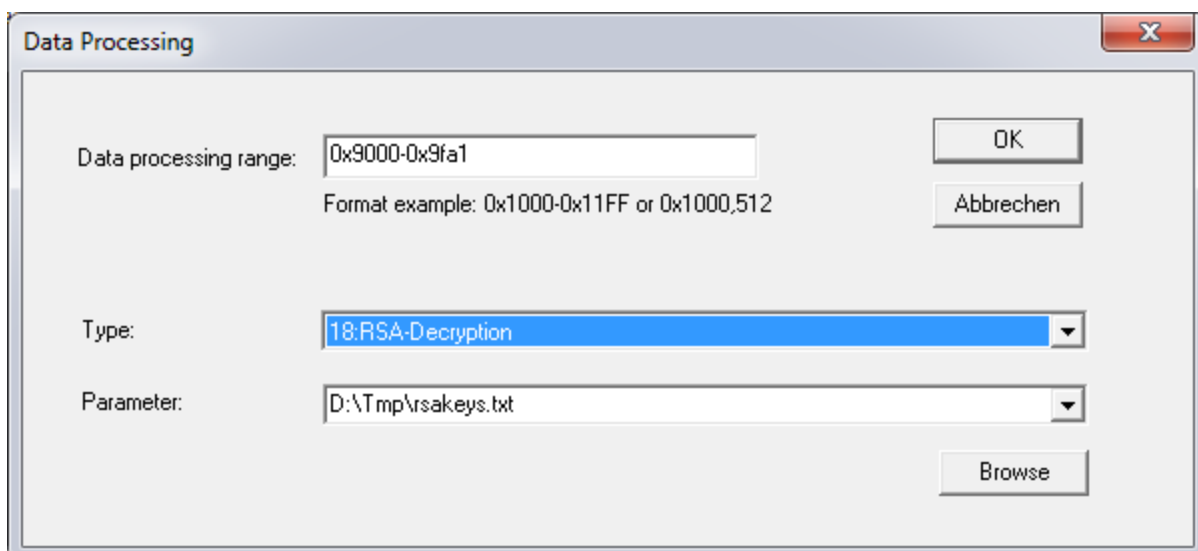 Data Processing
Data processing range: 0x9000-0x9fa1 OK
Format example: 0x1000-0x11FF or 0x1000,512 Abbrechen
Type: 18:RSA-Decryption
Parameter: D:\Tmp\rsakeys.txt
Browse